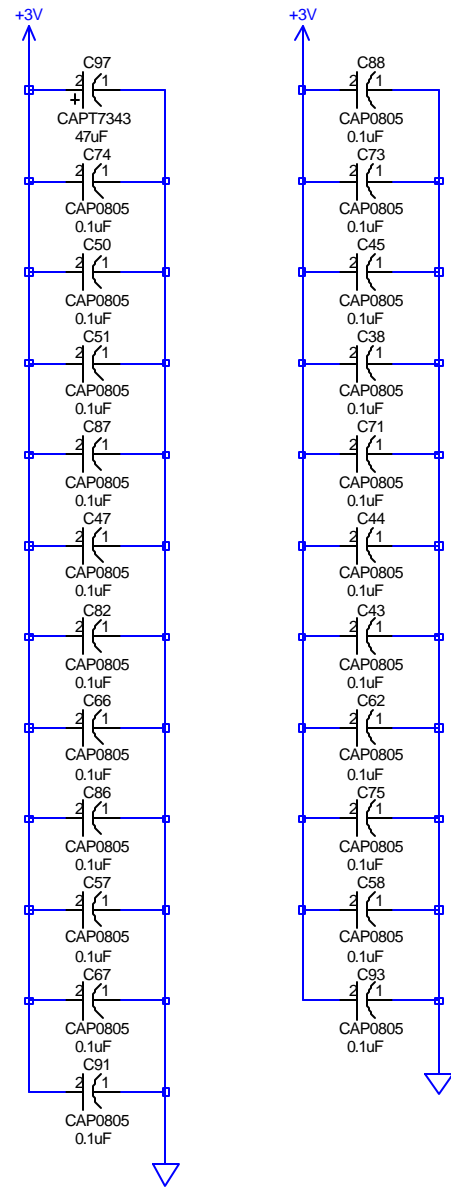 +3V
C97
2 1
+
CAPT7343
47uF
C74
2 1
CAP0805
0.1uF
C50
2 1
CAP0805
0.1uF
C51
2 1
CAP0805
0.1uF
C87
2 1
CAP0805
0.1uF
C47
2 1
CAP0805
0.1uF
C82
2 1
CAP0805
0.1uF
C66
2 1
CAP0805
0.1uF
C86
2 1
CAP0805
0.1uF
C57
2 1
CAP0805
0.1uF
C67
2 1
CAP0805
0.1uF
C91
2 1
CAP0805
0.1uF
+3V
C88
2 1
CAP0805
0.1uF
C73
2 1
CAP0805
0.1uF
C45
2 1
CAP0805
0.1uF
C38
2 1
CAP0805
0.1uF
C71
2 1
CAP0805
0.1uF
C44
2 1
CAP0805
0.1uF
C43
2 1
CAP0805
0.1uF
C62
2 1
CAP0805
0.1uF
C75
2 1
CAP0805
0.1uF
C58
2 1
CAP0805
0.1uF
C93
2 1
CAP0805
0.1uF